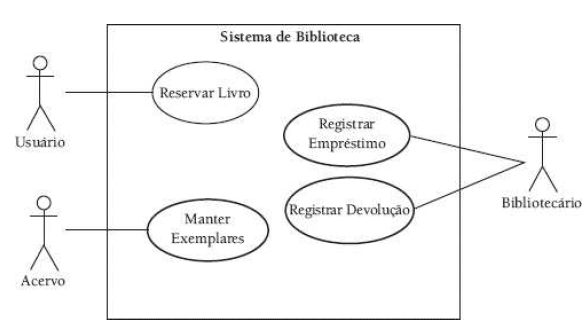 Sistema de Biblioteca
Reservar Livro
Usuário
Registrar
Empréstimo
Bibliotecário
Registrar Devolução
Manter
Exemplares
Acervo